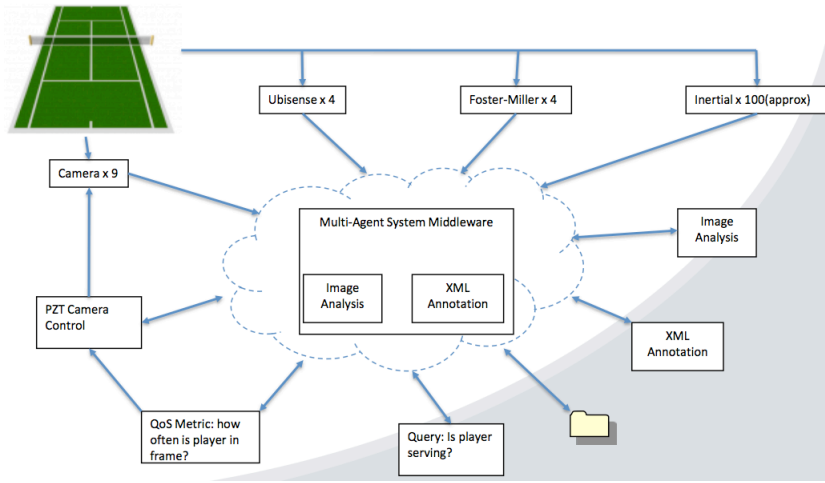 Ubisense x 4
Foster-Miller x 4
Inertial x 100(approx)
Camera x 9
Multi-Agent System Middleware
Image
Analysis
XML
Annotation
Image
Analysis
PZT Camera
Control
XML
Annotation
QoS Metric: how
often is player in
frame?
Query: Is player
serving?